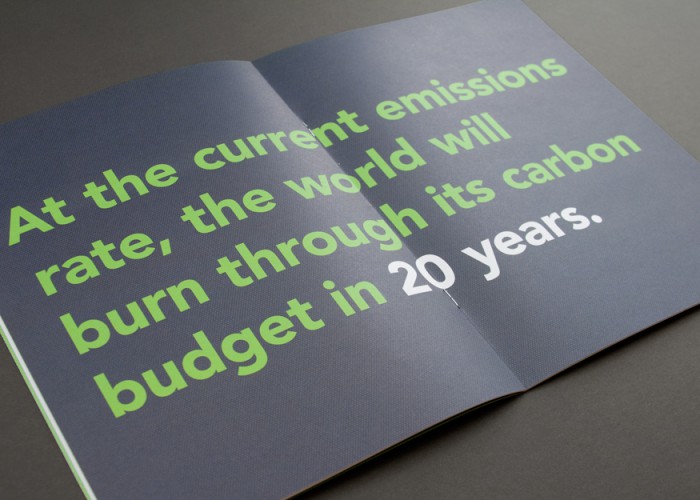 At the current emissions
rate, the world will
burn through its carbon
budget in 20 years.